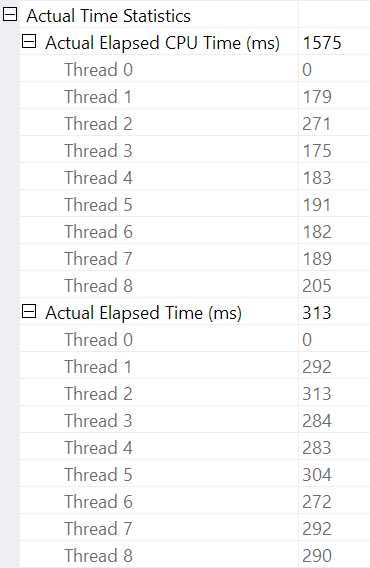 Actual Time Statistics
Actual Elapsed CPU Time (ms) 1575
Thread 0 0
Thread 1 179
Thread 2 271
Thread 3 175
Thread 4 183
Thread 5 191
Thread 6 182
Thread 7 189
Thread 8 205
Actual Elapsed Time (ms) 313
Thread 0 0
Thread 1 292
Thread 2 313
Thread 3 284
Thread 4 283
Thread 5 304
Thread 6 272
Thread 7 292
Thread 8 290